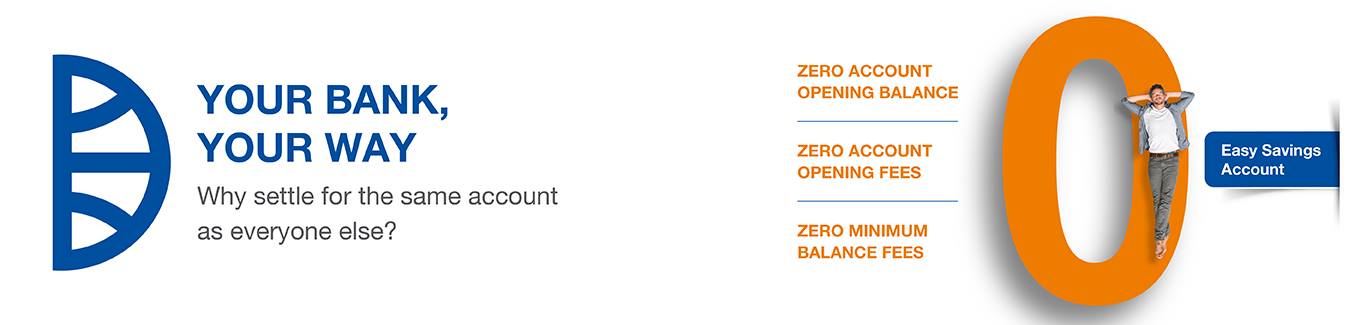 YOUR BANK,
YOUR WAY
Why settle for the same account
as everyone else?
ZERO ACCOUNT
OPENING BALANCE
ZERO ACCOUNT
OPENING FEES
ZERO MINIMUM
BALANCE FEES
0
Easy Savings
Account